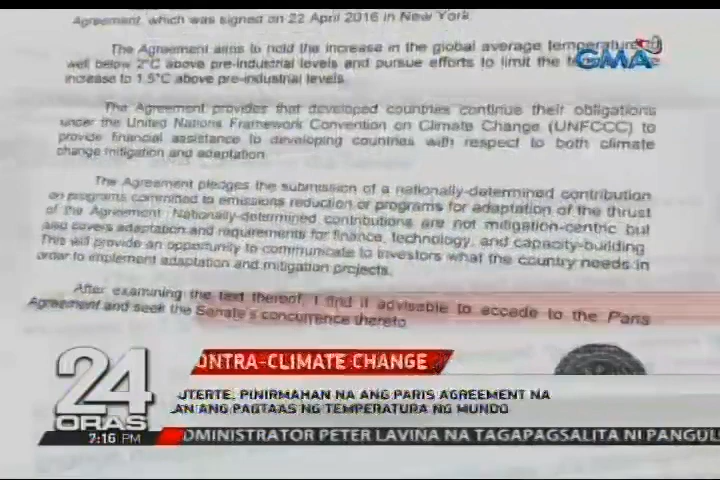 Agreement, which was signed on 22 April 2016 in New York.
The Agreement aims to hold the increase in the global average temperature
well below 2°C above pre-industrial levels and pursue efforts to limit the
increase to 1.5°C above pre-industrial levels.
GMA
The Agreement provides that developed countries continue their obligations
under the United Nations Framework Convention on Climate Change (UNFCCC) to
provide financial assistance to developing countries with respect to both climate
change mitigation and adaptation.
The Agreement pledges the submission of a nationally-determined contribution
on programs committed to emissions reduction or programs for adaptation of the thrust
of the Agreement. Nationally-determined contributions are not mitigation-centric but
also covers adaptation and requirements for finance, technology, and capacity-building.
This will provide an opportunity to communicate to investors what the country needs in
order to implement adaptation and mitigation projects.
After examining the text thereof, I find it advisable to accede to the Paris
Agreement and seek the Senate's concurrence thereto.
24
ORAS
7:16 PM
ONTRA-CLIMATE CHANGE
UTERTE, PINIRMAHAN NA ANG PARIS AGREEMENT NA
AN ANG PAGTAAS NG TEMPERATURA NG MUNDO
DMINISTRATOR PETER LAVINA NA TAGAPAGSALITA NI PANGUL